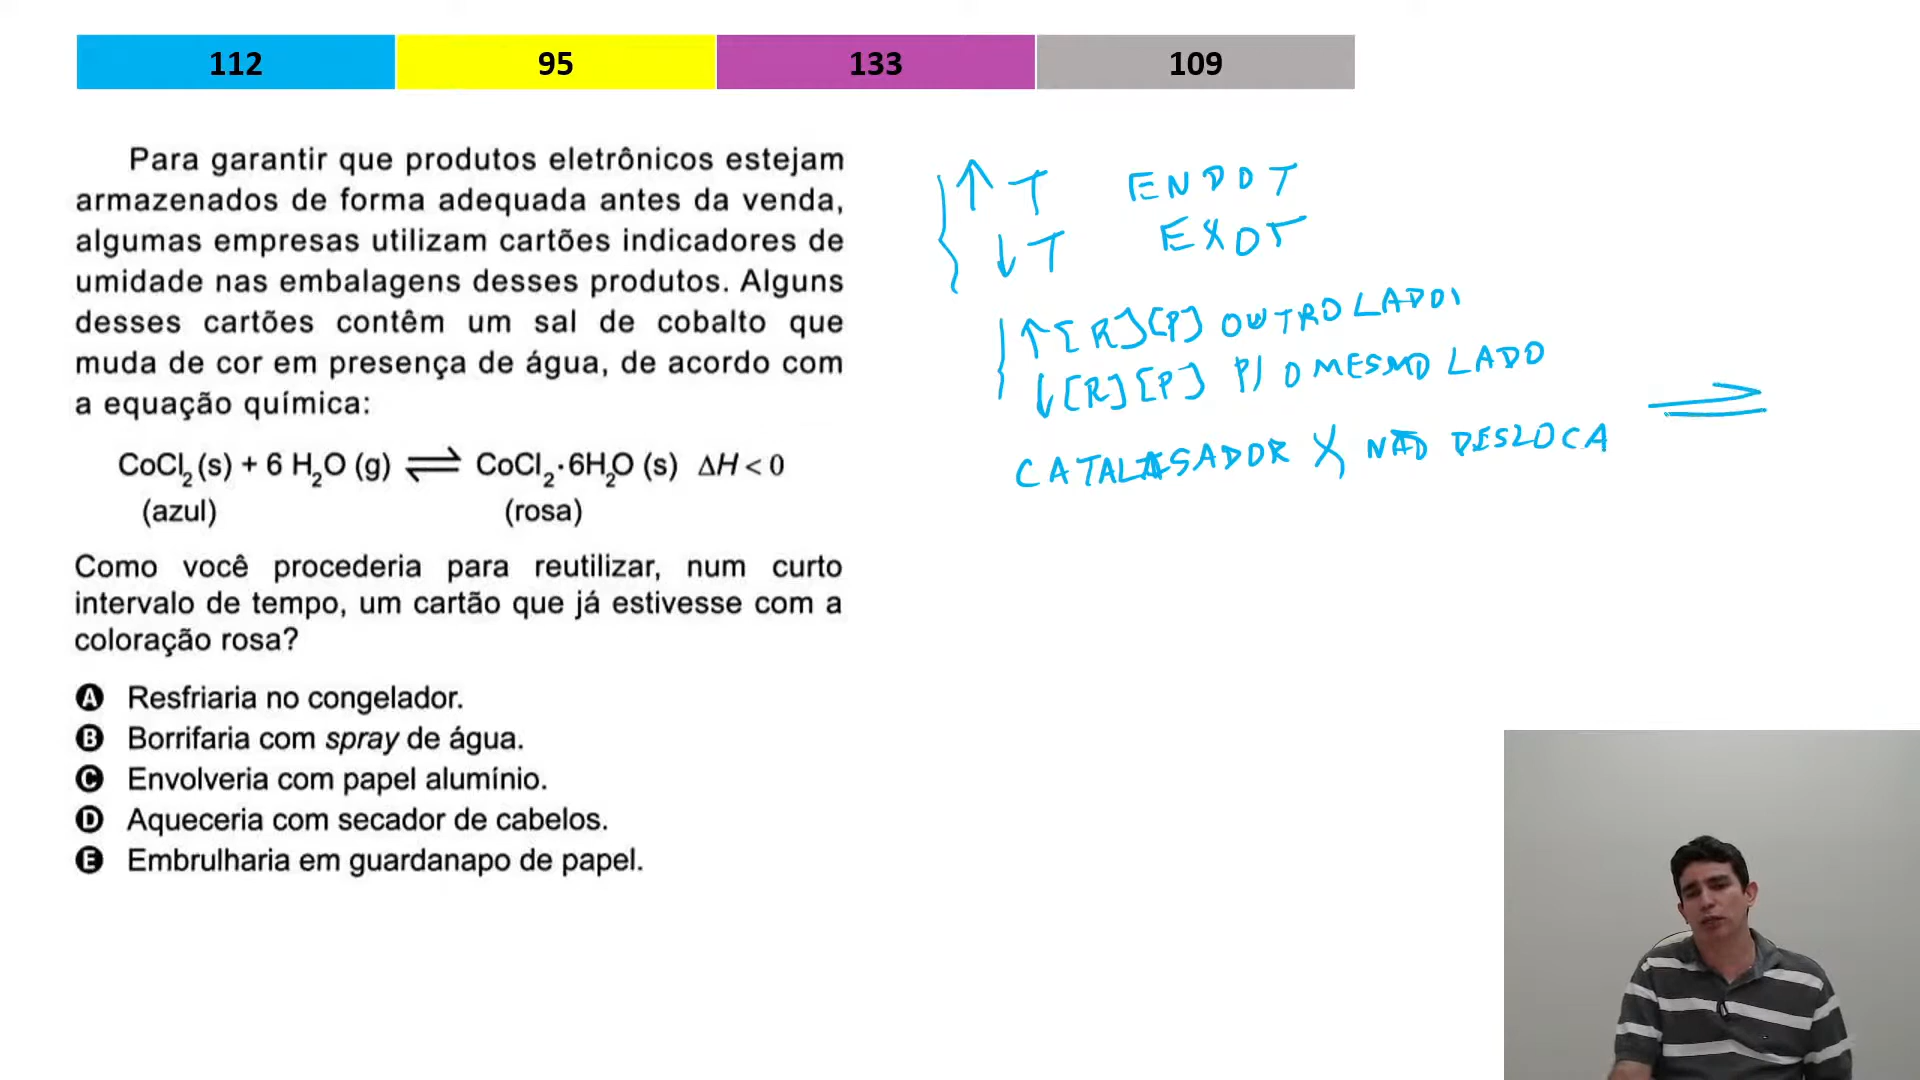 112 95 133 109
Para garantir que produtos eletrônicos estejam
armazenados de forma adequada antes da venda,
algumas empresas utilizam cartões indicadores de
umidade nas embalagens desses produtos. Alguns
desses cartões contêm um sal de cobalto que
muda de cor em presença de água, de acordo com
a equação química:
CoCl₂(s) + 6 H₂O (g) ⇌ CoCl₂·6H₂O (s) ΔH < 0
(azul) (rosa)
Como você procederia para reutilizar, num curto
intervalo de tempo, um cartão que já estivesse com a
coloração rosa?
A Resfriaria no congelador.
B Borrifaria com spray de água.
C Envolveria com papel alumínio.
D Aqueceria com secador de cabelos.
E Embrulharia em guardanapo de papel.
↑ T ENDOT
↓ T EXOT
↑ [R] [P] OUTRO LADO
↓ [R] [P] P/ O MESMO LADO
CATALISADOR X NÃO DESLOCA